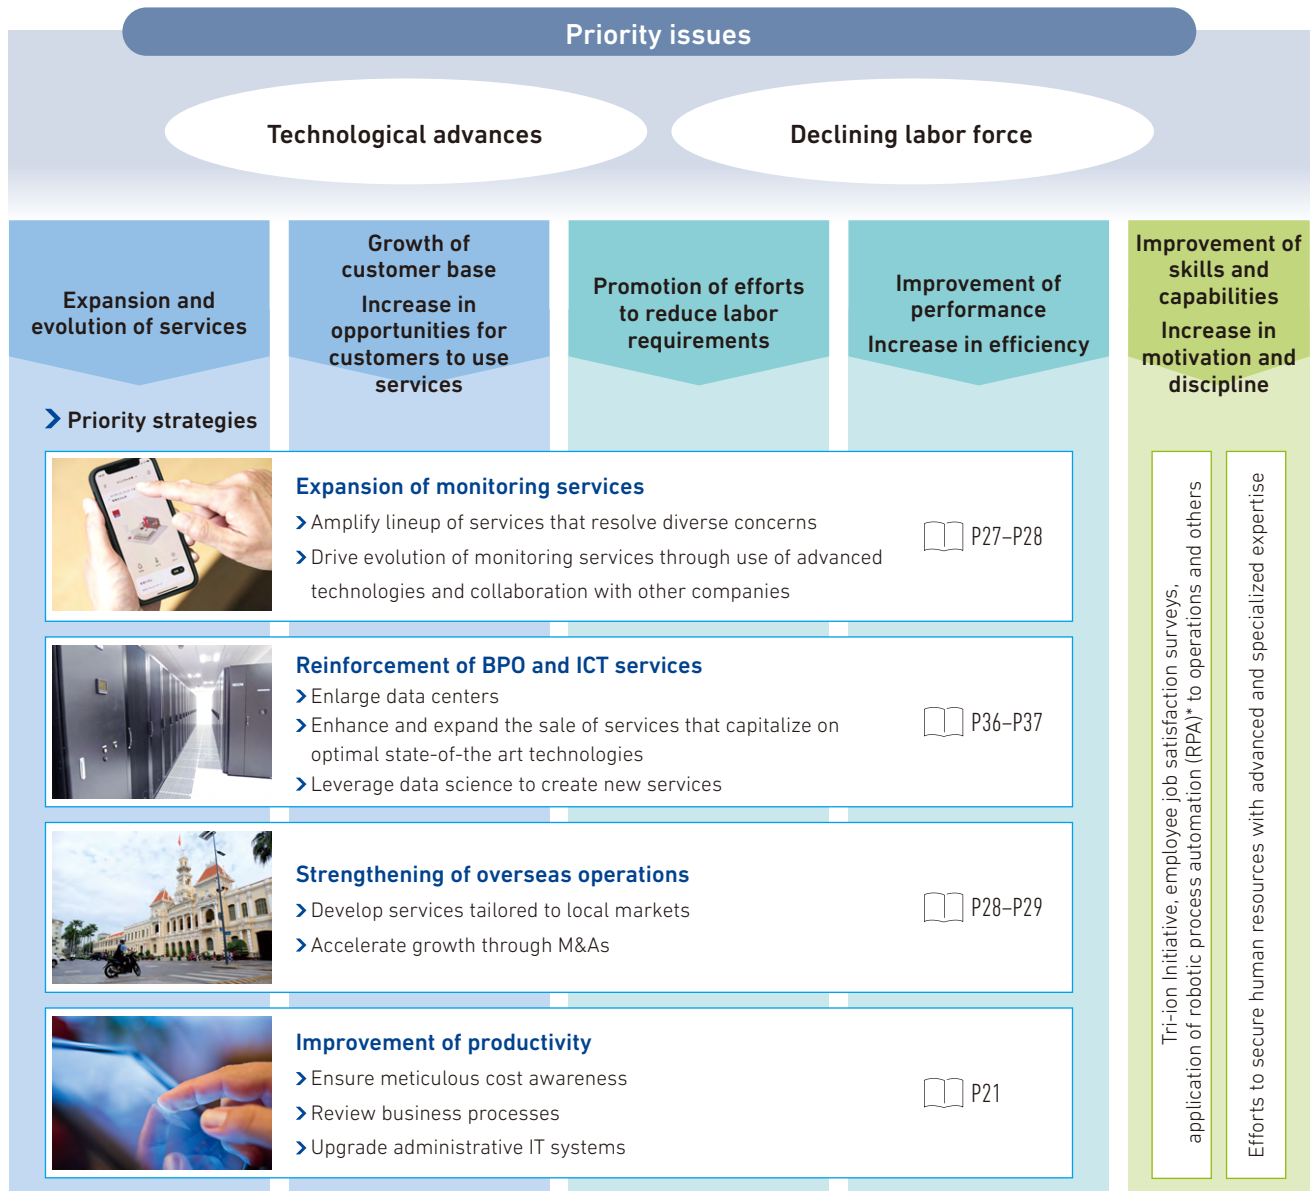 Priority issues
Technological advances
Declining labor force
Expansion and
evolution of services
Growth of
customer base
Increase in
opportunities for
customers to use
services
Promotion of efforts
to reduce labor
requirements
Improvement of
performance
Increase in efficiency
Improvement of
skills and
capabilities
Increase in
motivation and
discipline
Priority strategies
Expansion of monitoring services
Amplify lineup of services that resolve diverse concerns
Drive evolution of monitoring services through use of advanced
technologies and collaboration with other companies
P27–P28
Reinforcement of BPO and ICT services
Enlarge data centers
Enhance and expand the sale of services that capitalize on
optimal state-of-the art technologies
Leverage data science to create new services
P36–P37
Strengthening of overseas operations
Develop services tailored to local markets
Accelerate growth through M&As
P28–P29
Improvement of productivity
Ensure meticulous cost awareness
Review business processes
Upgrade administrative IT systems
P21
Tri-ion Initiative, employee job satisfaction surveys,
application of robotic process automation (RPA)* to operations and others
Efforts to secure human resources with advanced and specialized expertise